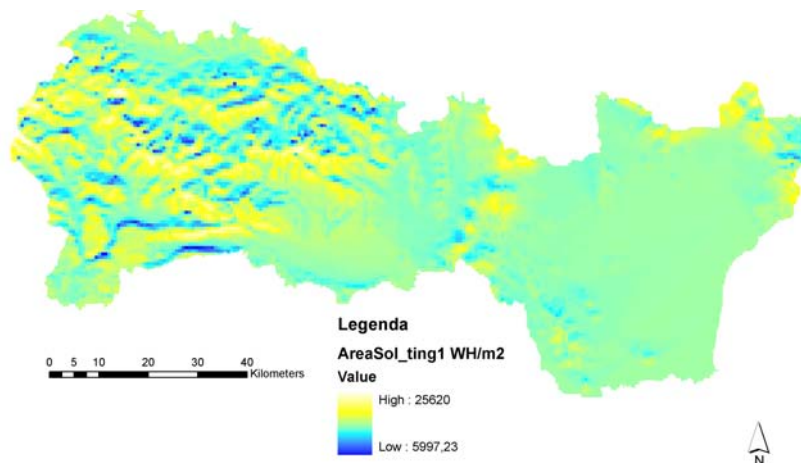 Legenda
AreaSol_ting1 WH/m2
Value
High : 25620
Low : 5997,23
0 5 10 20 30 40
Kilometers
N